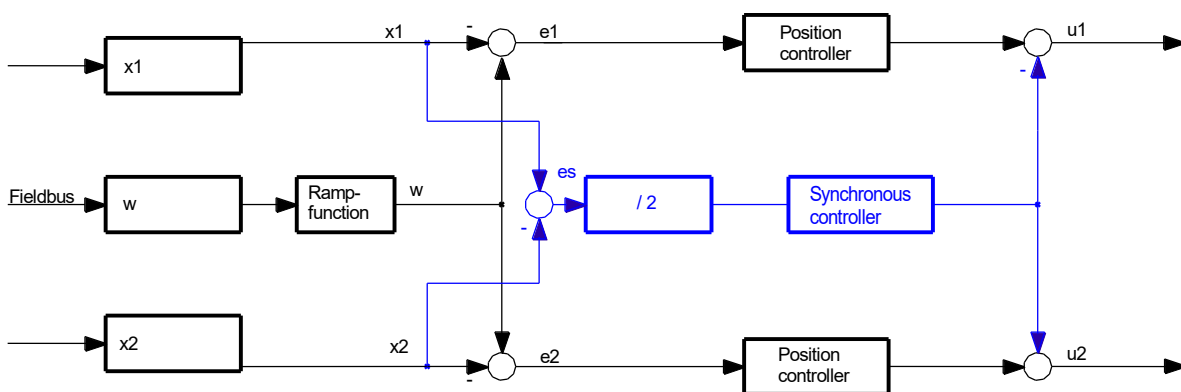 x1
x1
-
e1
Position
controller
u1
-
Fieldbus
w
Ramp-
function
w
es
-
/ 2
Synchronous
controller
x2
x2
-
e2
Position
controller
u2